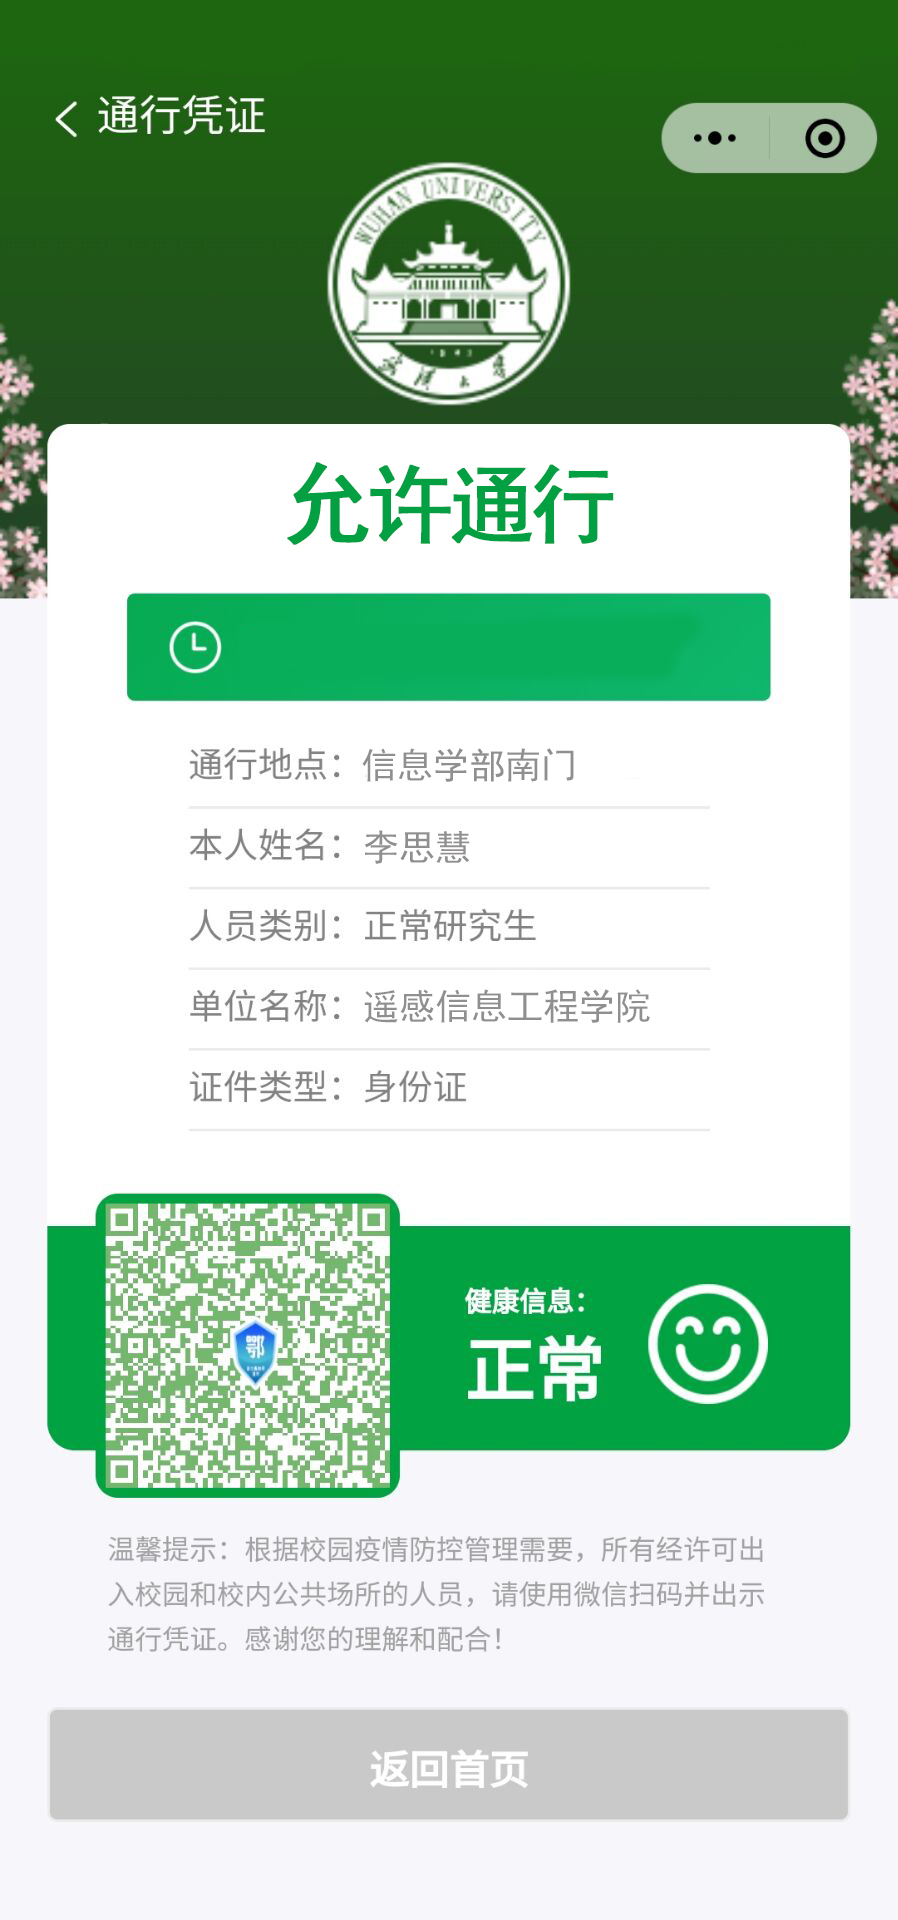 通行凭证
WUHAN UNIVERSITY
1893
武汉大学
允许通行
通行地点：信息学部南门
本人姓名：李思慧
人员类别：正常研究生
单位名称：遥感信息工程学院
证件类型：身份证
鄂
健康信息：
正常
温馨提示：根据校园疫情防控管理需要，所有经许可出
入校园和校内公共场所的人员，请使用微信扫码并出示
通行凭证。感谢您的理解和配合！
返回首页